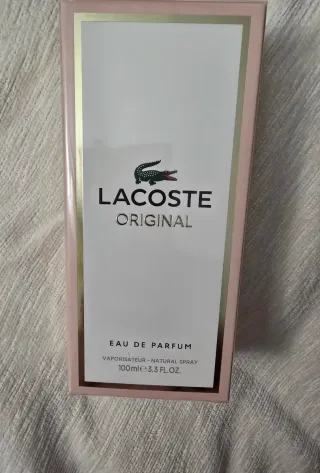 LACOSTE
ORIGINAL
EAU DE PARFUM
VAPORISATEUR - NATURAL SPRAY
100ml ℮ 3.3 FL.OZ.